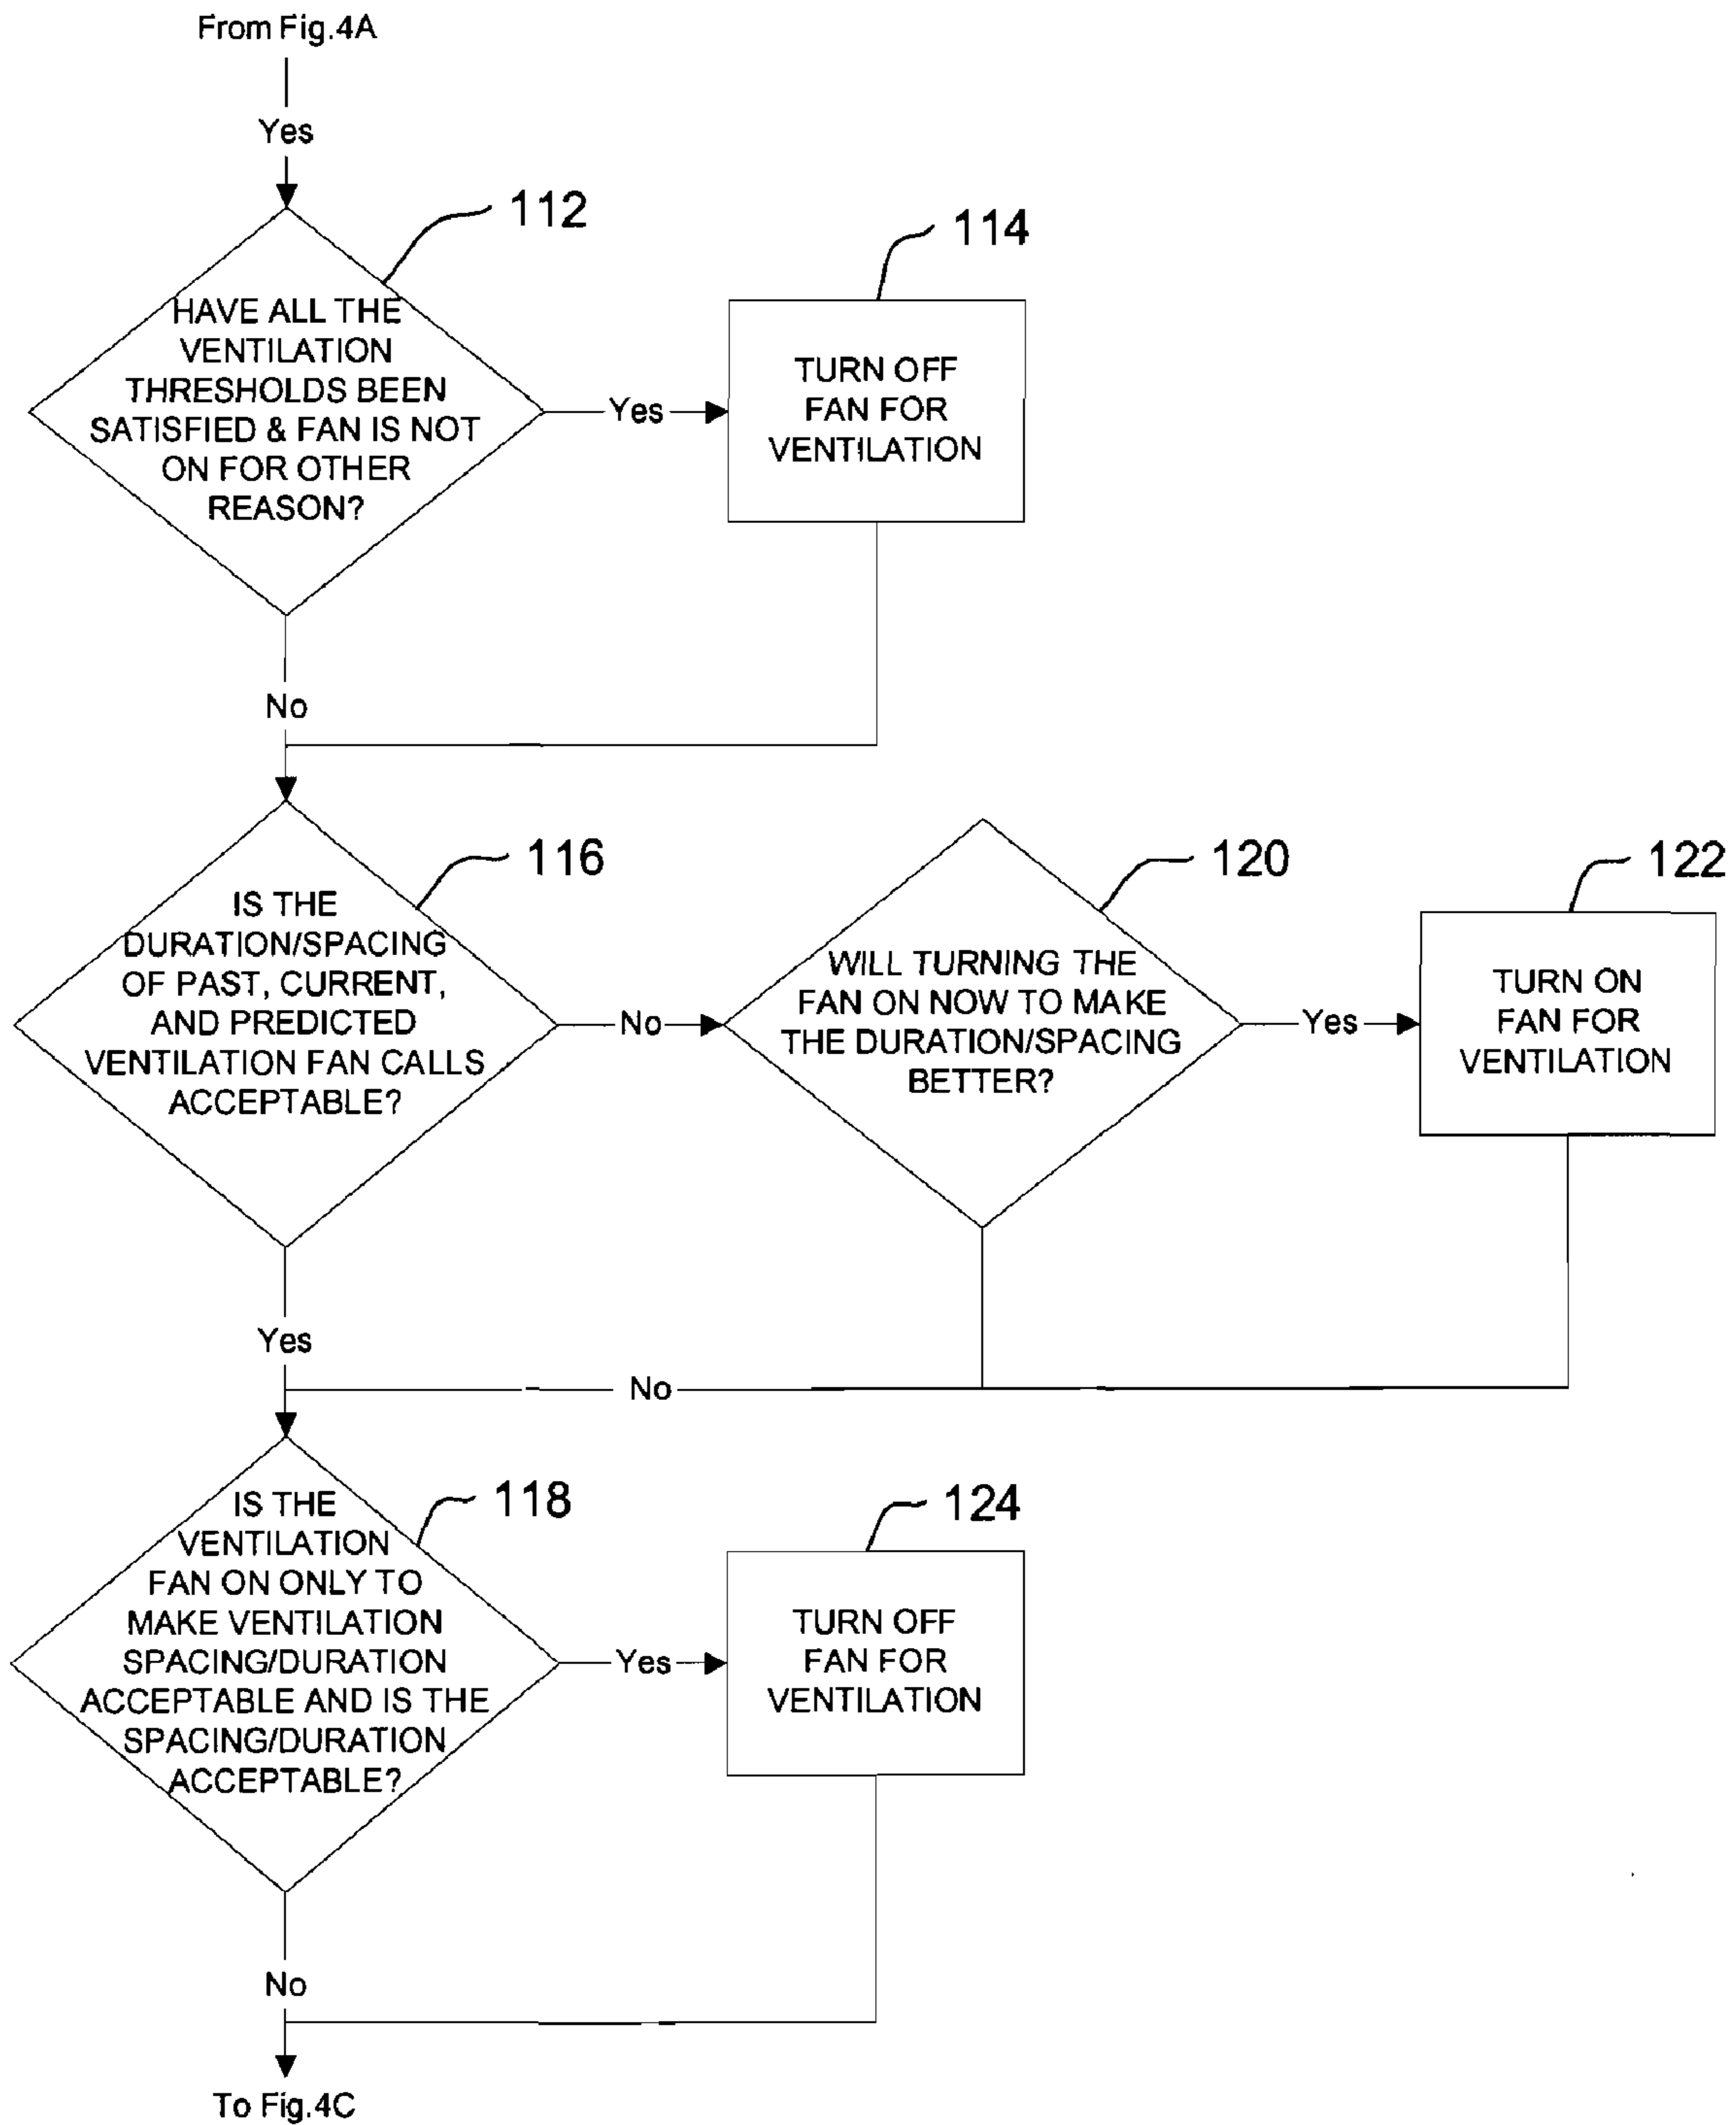 From Fig.4A
Yes
112
HAVE ALL THE
VENTILATION
THRESHOLDS BEEN
SATISFIED & FAN IS NOT
ON FOR OTHER
REASON?
Yes
114
TURN OFF
FAN FOR
VENTILATION
No
116
IS THE
DURATION/SPACING
OF PAST, CURRENT,
AND PREDICTED
VENTILATION FAN CALLS
ACCEPTABLE?
No
120
WILL TURNING THE
FAN ON NOW TO MAKE
THE DURATION/SPACING
BETTER?
Yes
122
TURN ON
FAN FOR
VENTILATION
Yes
No
118
IS THE
VENTILATION
FAN ON ONLY TO
MAKE VENTILATION
SPACING/DURATION
ACCEPTABLE AND IS THE
SPACING/DURATION
ACCEPTABLE?
Yes
124
TURN OFF
FAN FOR
VENTILATION
No
To Fig.4C